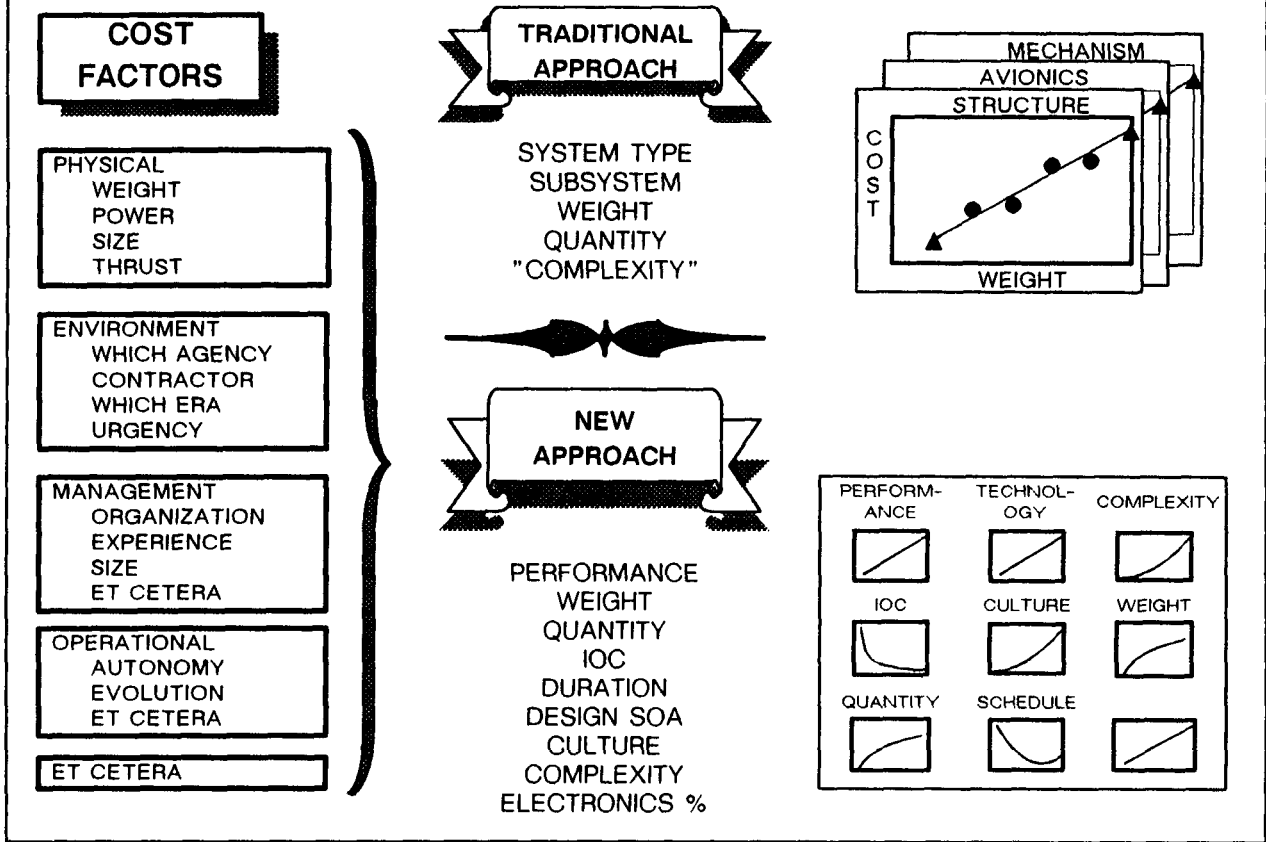 COST
FACTORS
PHYSICAL
WEIGHT
POWER
SIZE
THRUST
ENVIRONMENT
WHICH AGENCY
CONTRACTOR
WHICH ERA
URGENCY
MANAGEMENT
ORGANIZATION
EXPERIENCE
SIZE
ET CETERA
OPERATIONAL
AUTONOMY
EVOLUTION
ET CETERA
ET CETERA
TRADITIONAL
APPROACH
SYSTEM TYPE
SUBSYSTEM
WEIGHT
QUANTITY
"COMPLEXITY"
NEW
APPROACH
PERFORMANCE
WEIGHT
QUANTITY
IOC
DURATION
DESIGN SOA
CULTURE
COMPLEXITY
ELECTRONICS %
MECHANISM
AVIONICS
STRUCTURE
COST
WEIGHT
PERFORM-
ANCE
TECHNOL-
OGY
COMPLEXITY
IOC
CULTURE
WEIGHT
QUANTITY
SCHEDULE